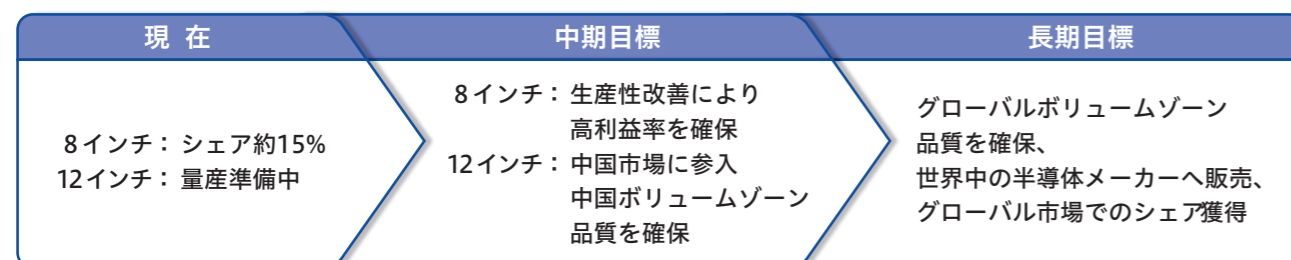 現 在
8インチ： シェア約15%
12インチ： 量産準備中
中期目標
8インチ： 生産性改善により
高利益率を確保
12インチ： 中国市場に参入
中国ボリュームゾーン
品質を確保
長期目標
グローバルボリュームゾーン
品質を確保、
世界中の半導体メーカーへ販売、
グローバル市場でのシェア獲得